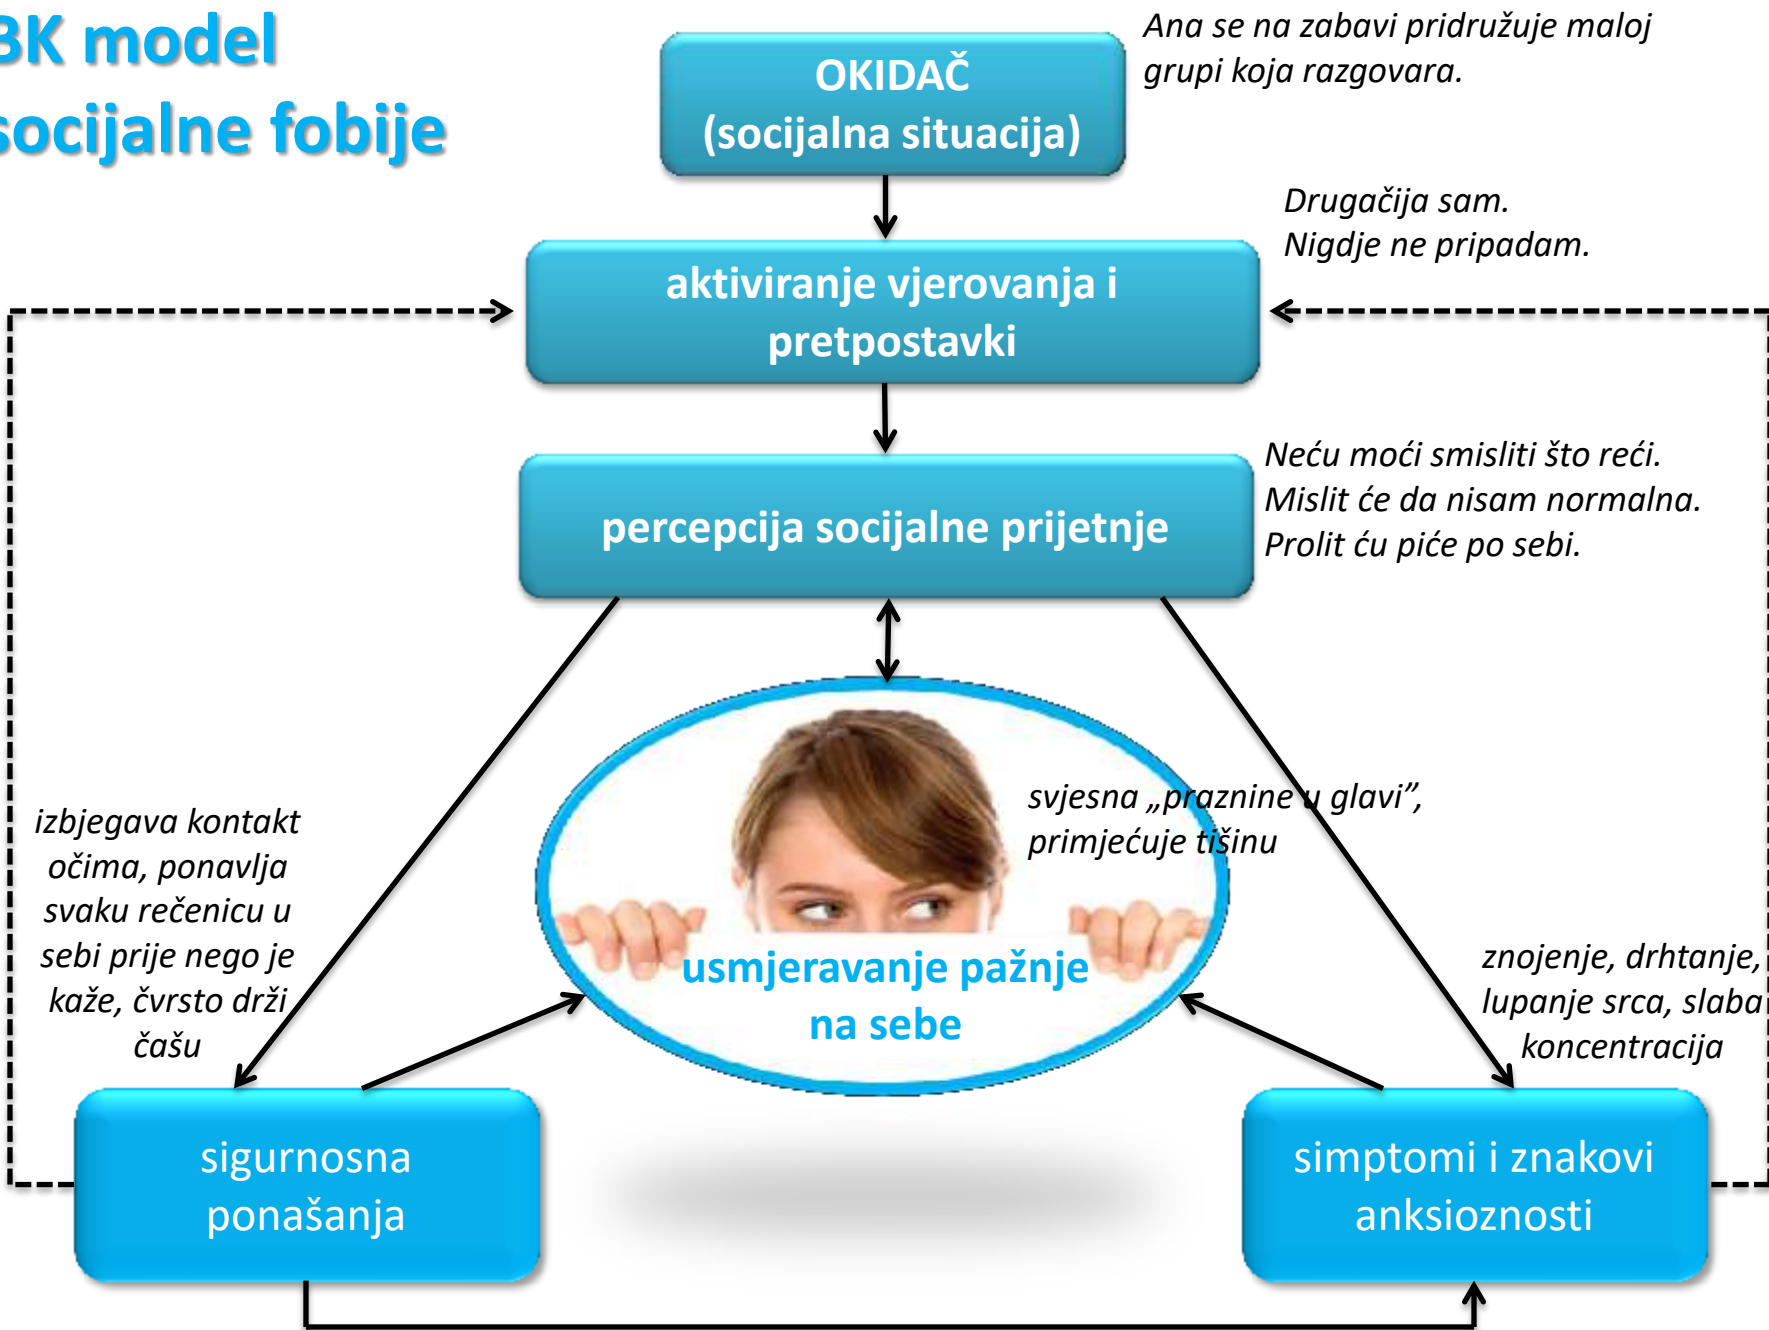 BK model
socijalne fobije
Ana se na zabavi pridružuje maloj
grupi koja razgovara.
OKIDAČ
(socijalna situacija)
Drugačija sam.
Nigdje ne pripadam.
aktiviranje vjerovanja i
pretpostavki
Neću moći smisliti što reći.
Mislit će da nisam normalna.
Prolit ću piće po sebi.
percepcija socijalne prijetnje
svjesna „praznine u glavi”,
primjećuje tišinu
usmjeravanje pažnje
na sebe
izbjegava kontakt
očima, ponavlja
svaku rečenicu u
sebi prije nego je
kaže, čvrsto drži
čašu
znojenje, drhtanje,
lupanje srca, slaba
koncentracija
sigurnosna
ponašanja
simptomi i znakovi
anksioznosti